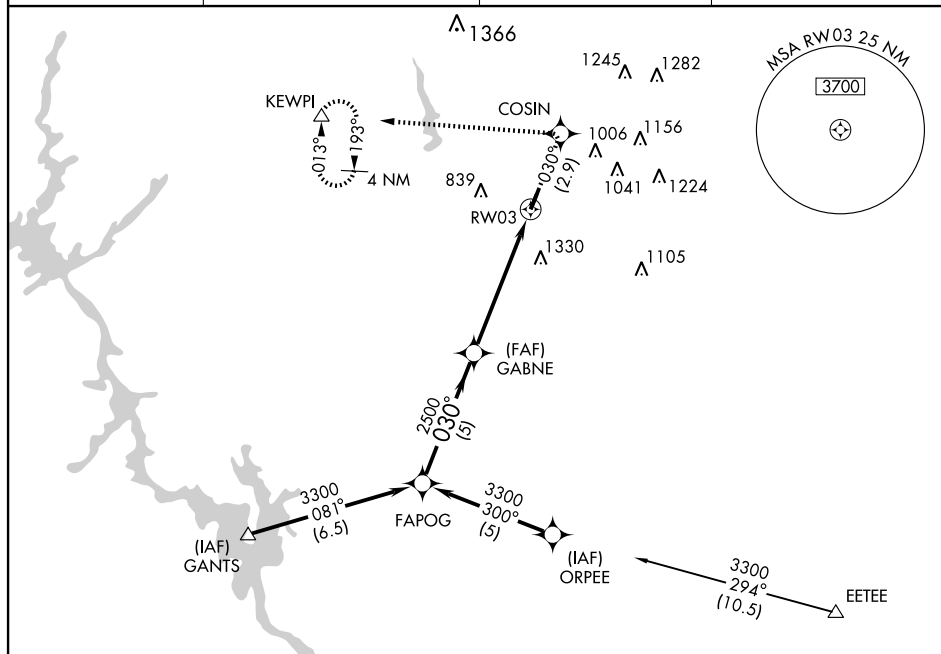 1366
MSA RW03 25 NM
3700
1245
1282
KEWPI
COSIN
013°
193°
4 NM
1006
1156
030°
(2.9)
1041
1224
839
RW03
1330
1105
(FAF)
GABNE
2500
030°
(5)
3300
081°
(6.5)
FAPOG
3300
300°
(5)
(IAF)
GANTS
(IAF)
ORPEE
3300
294°
(10.5)
EETEE